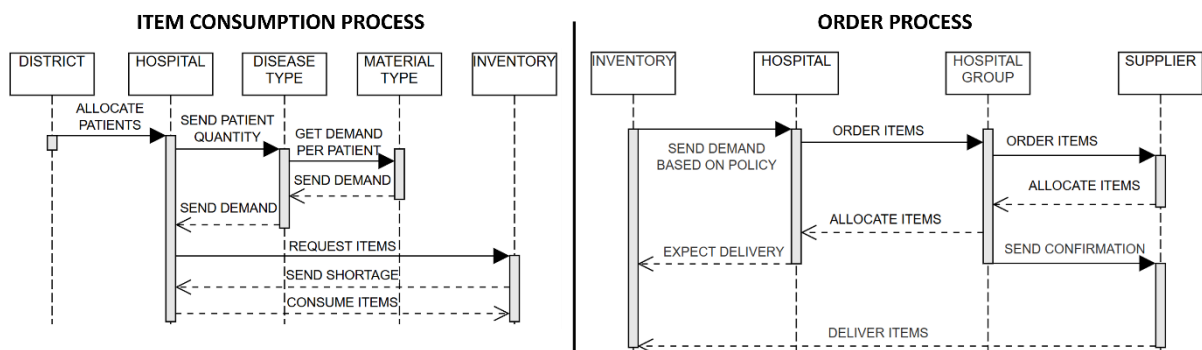 ITEM CONSUMPTION PROCESS
DISTRICT
HOSPITAL
DISEASE
TYPE
MATERIAL
TYPE
INVENTORY
ALLOCATE
PATIENTS
SEND PATIENT
QUANTITY
GET DEMAND
PER PATIENT
SEND DEMAND
SEND DEMAND
REQUEST ITEMS
SEND SHORTAGE
CONSUME ITEMS
ORDER PROCESS
INVENTORY
HOSPITAL
HOSPITAL
GROUP
SUPPLIER
SEND DEMAND
BASED ON POLICY
ORDER ITEMS
ORDER ITEMS
ALLOCATE ITEMS
ALLOCATE ITEMS
EXPECT DELIVERY
SEND CONFIRMATION
DELIVER ITEMS